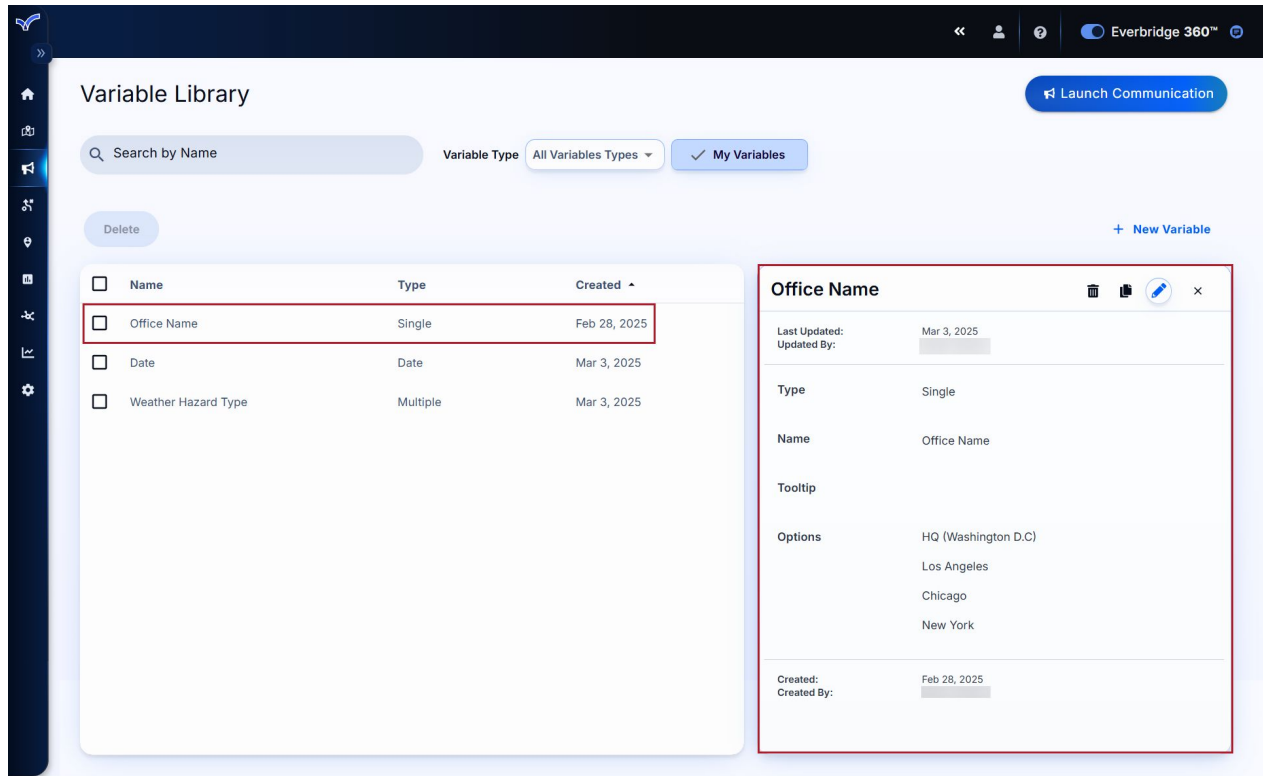 Everbridge 360™
Variable Library
Launch Communication
Search by Name
Variable Type All Variables Types My Variables
Delete
+ New Variable
Name Type Created
Office Name Single Feb 28, 2025
Date Date Mar 3, 2025
Weather Hazard Type Multiple Mar 3, 2025
Office Name
Last Updated: Mar 3, 2025
Updated By:
Type Single
Name Office Name
Tooltip
Options HQ (Washington D.C)
Los Angeles
Chicago
New York
Created: Feb 28, 2025
Created By: